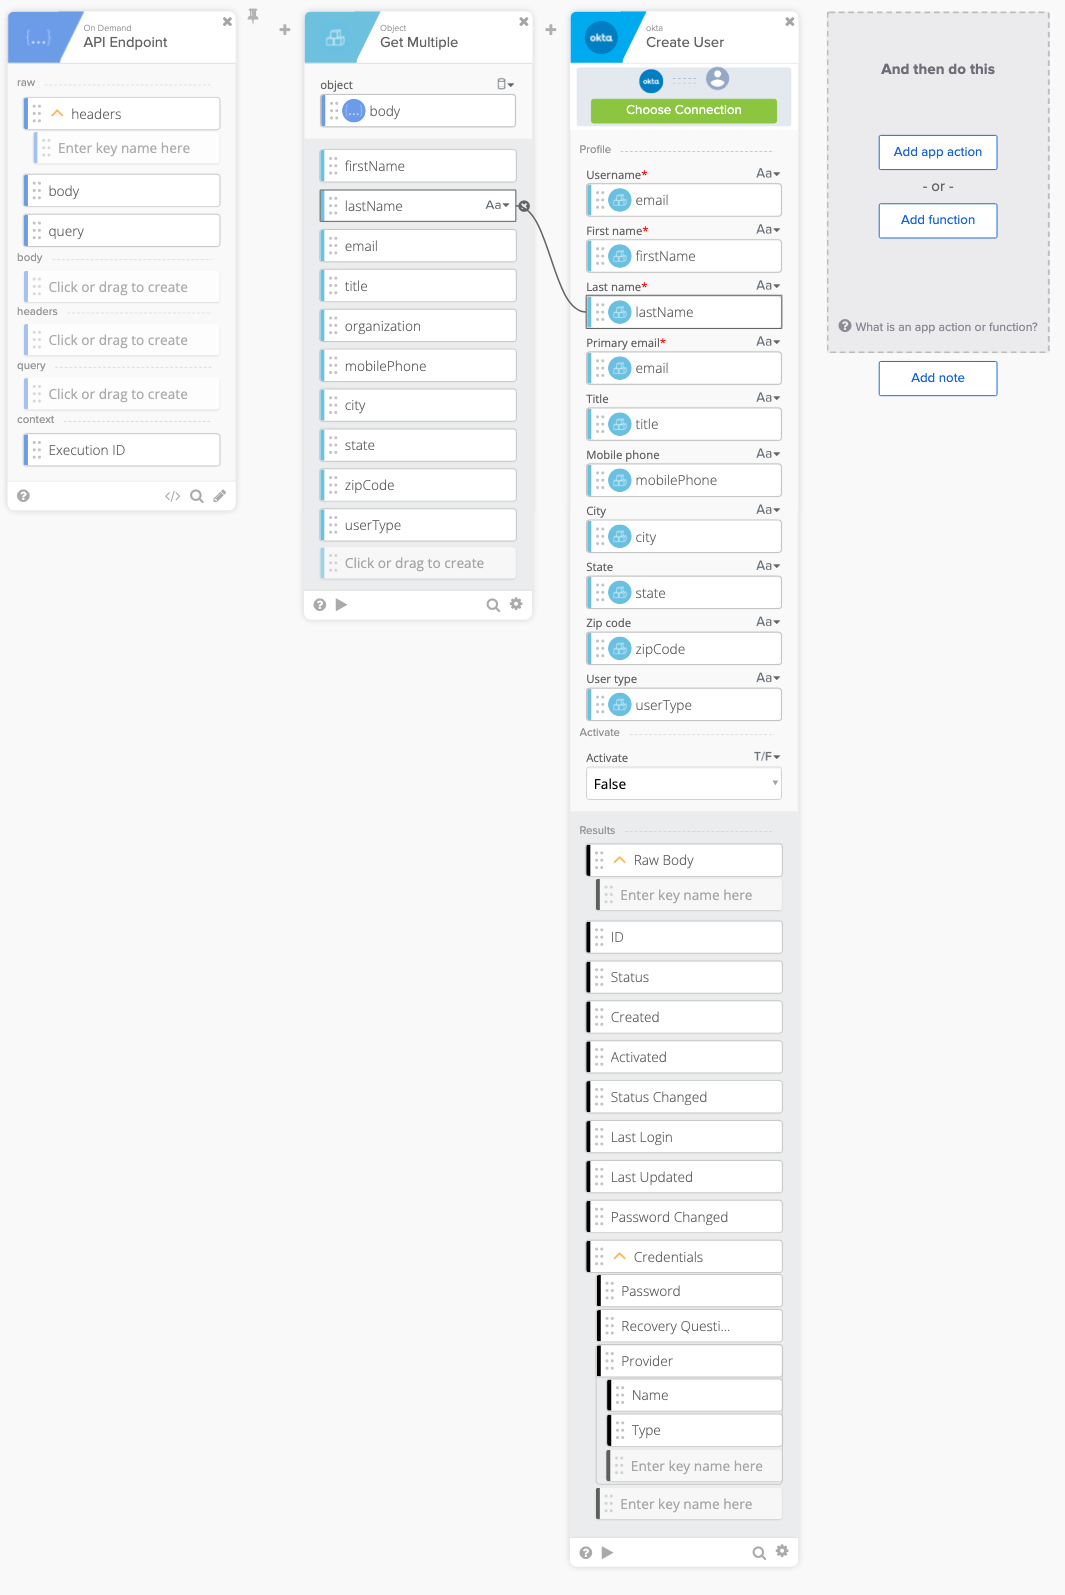 On Demand
API Endpoint
raw
headers
Enter key name here
body
query
body
Click or drag to create
headers
Click or drag to create
query
Click or drag to create
context
Execution ID
</>
Object
Get Multiple
object
{...} body
firstName
lastName Aa
email
title
organization
mobilePhone
city
state
zipCode
userType
Click or drag to create
okta
okta
Create User
okta
Choose Connection
Profile
Username* Aa
email
First name* Aa
firstName
Last name* Aa
lastName
Primary email* Aa
email
Title Aa
title
Mobile phone Aa
mobilePhone
City Aa
city
State Aa
state
Zip code Aa
zipCode
User type Aa
userType
Activate
Activate T/F
False
Results
Raw Body
Enter key name here
ID
Status
Created
Activated
Status Changed
Last Login
Last Updated
Password Changed
Credentials
Password
Recovery Questi...
Provider
Name
Type
Enter key name here
Enter key name here
And then do this
Add app action
- or -
Add function
What is an app action or function?
Add note